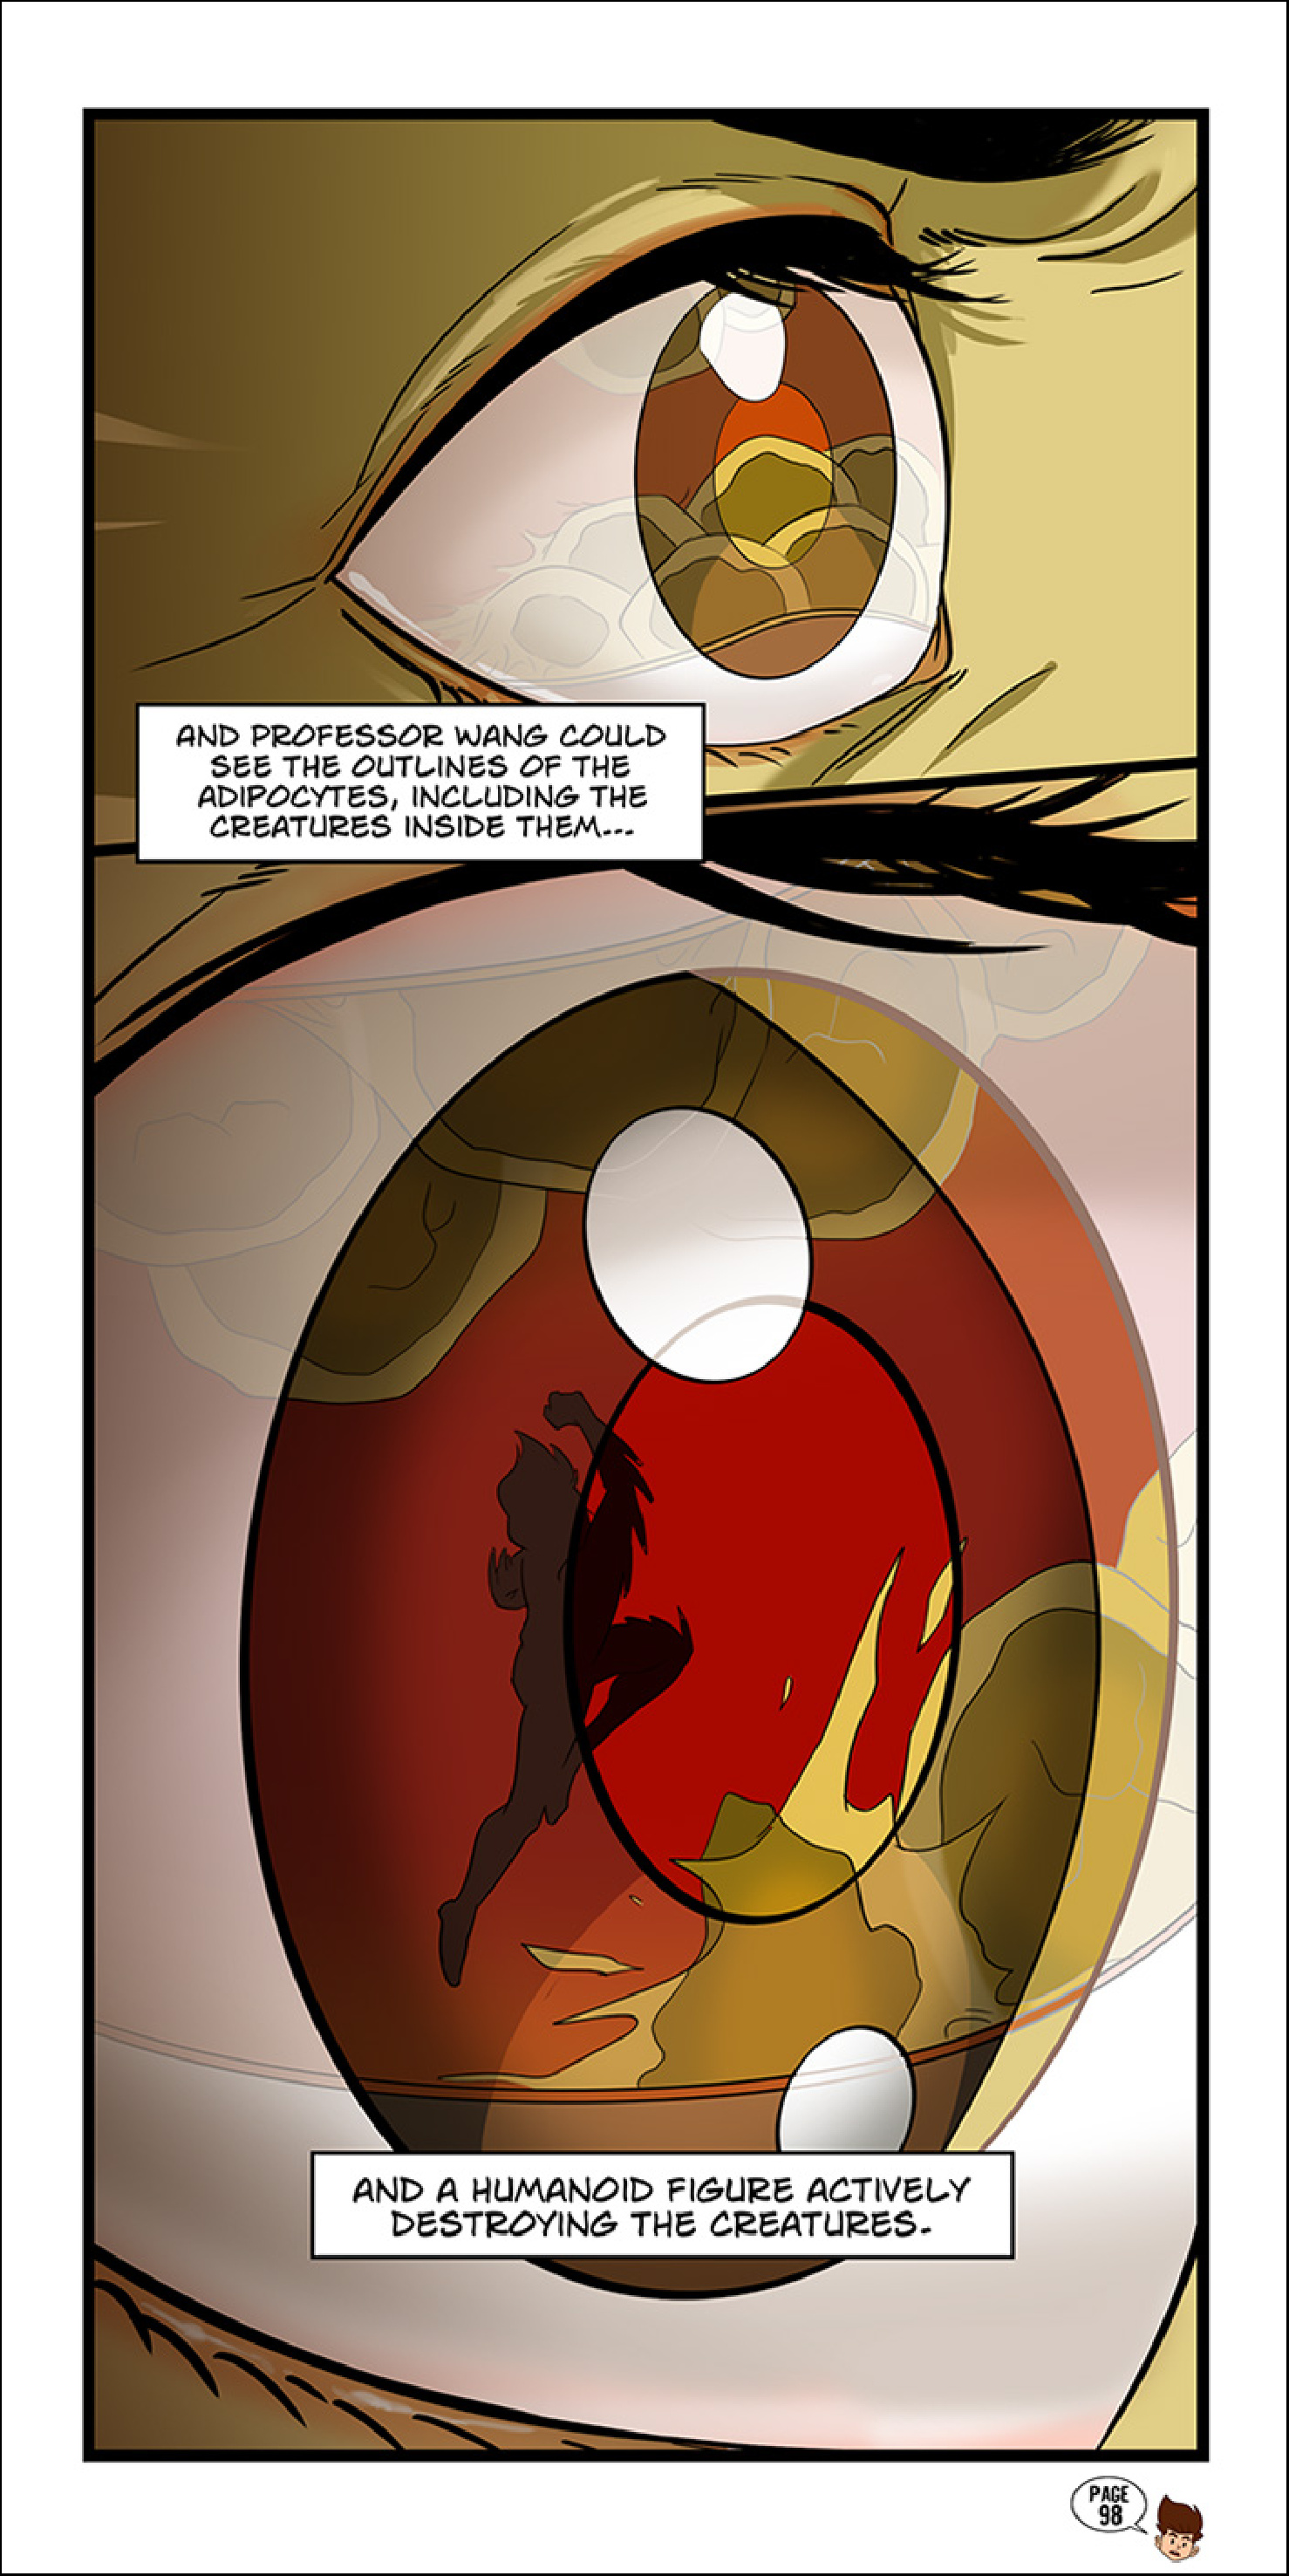 AND PROFESSOR WANG COULD
SEE THE OUTLINES OF THE
ADIPOCYTES, INCLUDING THE
CREATURES INSIDE THEM...
AND A HUMANOID FIGURE ACTIVELY
DESTROYING THE CREATURES.
PAGE
98